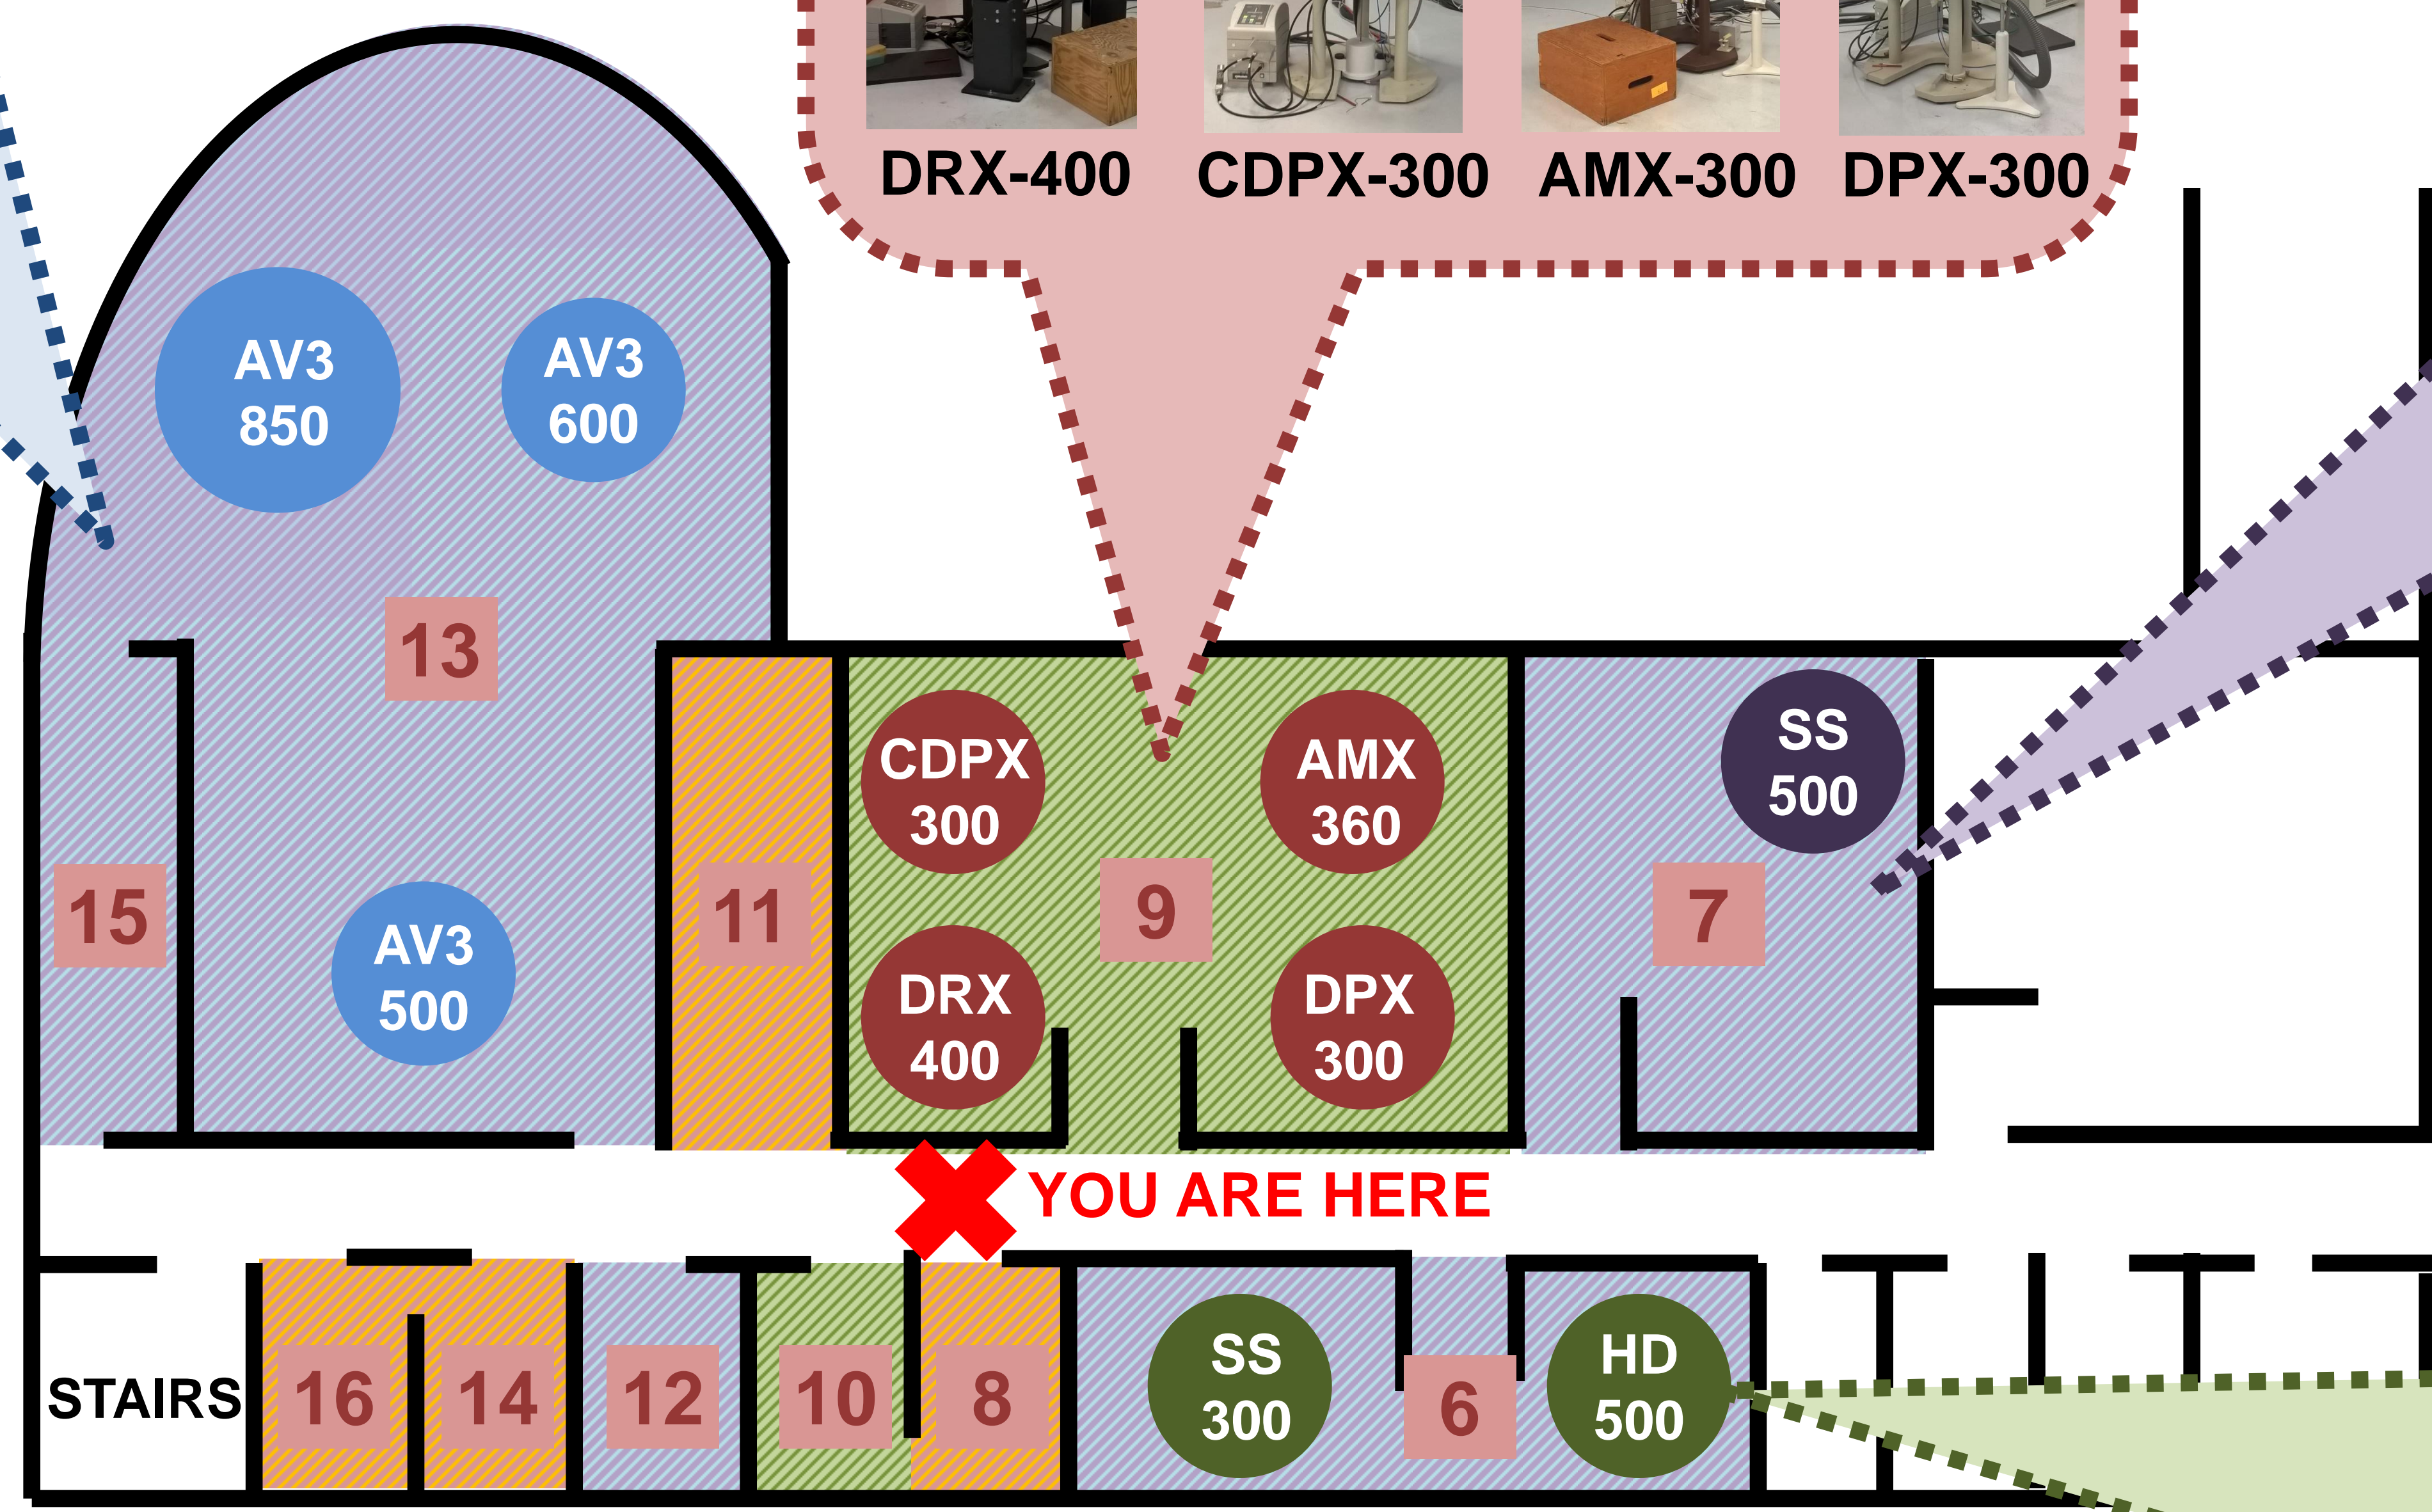 DRX-400 CDPX-300 AMX-300 DPX-300
AV3
850
AV3
600
13
CDPX
300
AMX
360
SS
500
15
AV3
500
11
9
7
DRX
400
DPX
300
YOU ARE HERE
STAIRS
16
14
12
10
8
SS
300
6
HD
500